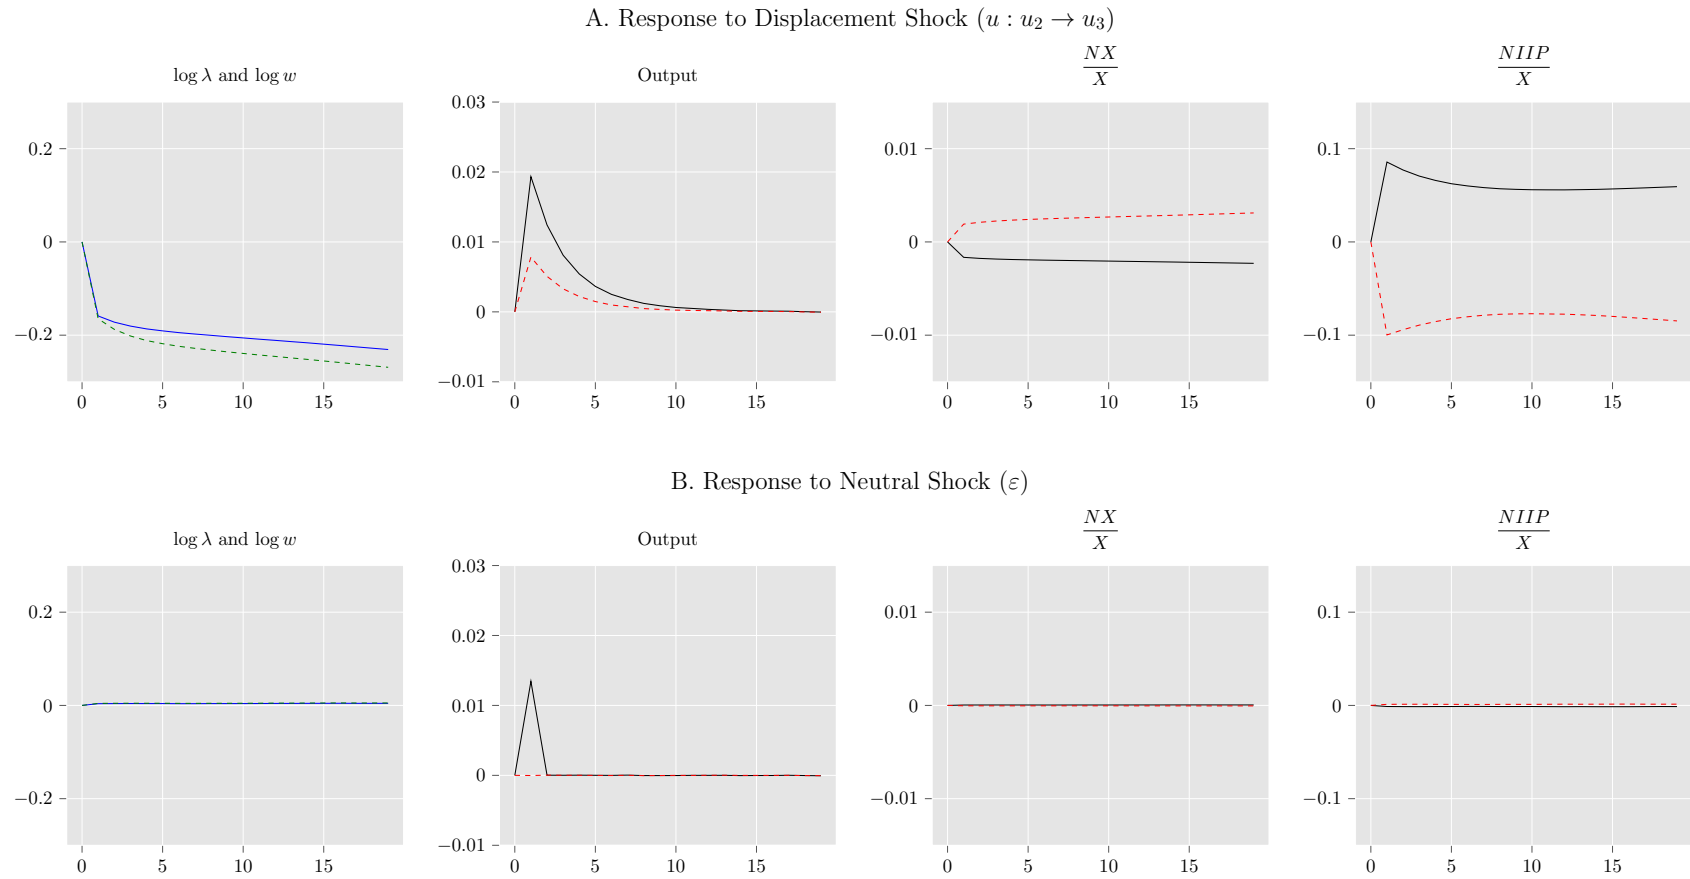 A. Response to Displacement Shock (u : u₂ → u₃)
log λ and log w
Output
NX
X
NIIP
X
0.2
0
−0.2
0 5 10 15
0.03
0.02
0.01
0
−0.01
0 5 10 15
0.01
0
−0.01
0 5 10 15
0.1
0
−0.1
0 5 10 15
B. Response to Neutral Shock (ε)
log λ and log w
Output
NX
X
NIIP
X
0.2
0
−0.2
0 5 10 15
0.03
0.02
0.01
0
−0.01
0 5 10 15
0.01
0
−0.01
0 5 10 15
0.1
0
−0.1
0 5 10 15